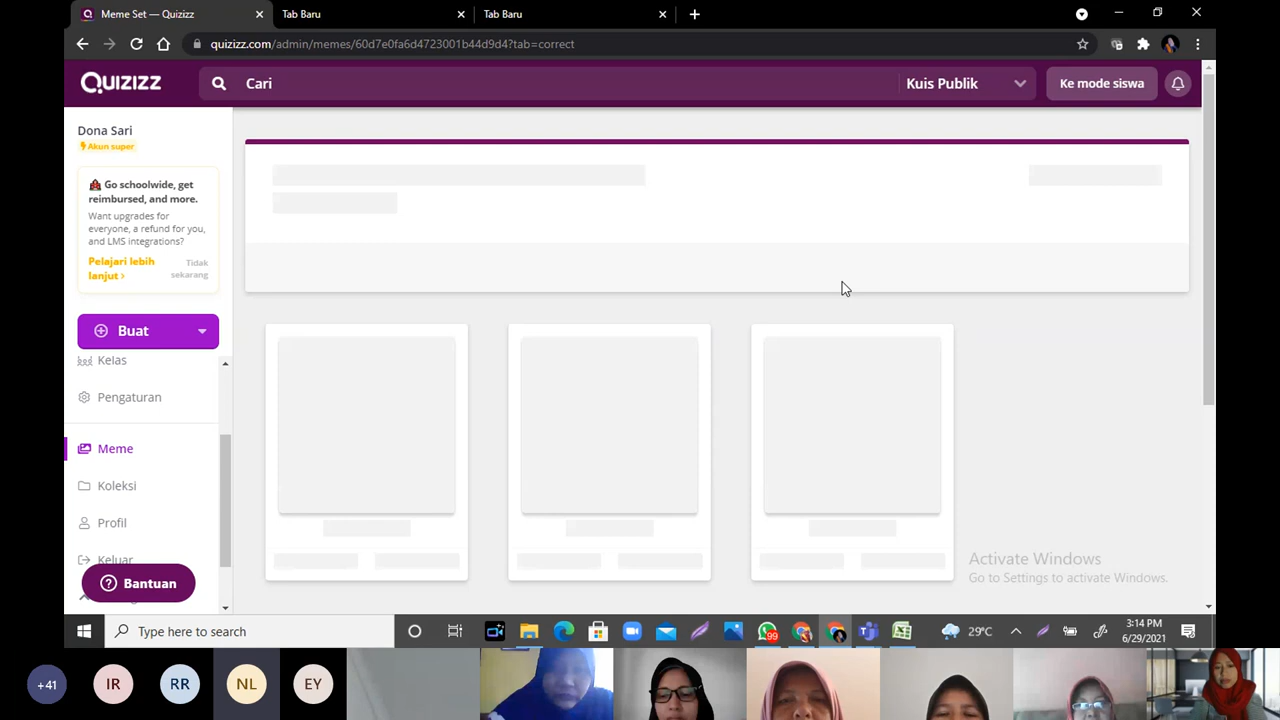 Meme Set — Quizizz
Tab Baru
Tab Baru
quizizz.com/admin/memes/60d7e0fa6d4723001b44d9d4?tab=correct
QUIZIZZ
Cari
Kuis Publik
Ke mode siswa
Dona Sari
Akun super
Go schoolwide, get
reimbursed, and more.
Want upgrades for
everyone, a refund for you,
and LMS integrations?
Pelajari lebih
lanjut ›
Tidak
sekarang
Buat
Kelas
Pengaturan
Meme
Koleksi
Profil
Keluar
Bantuan
Activate Windows
Go to Settings to activate Windows.
Type here to search
99
29°C
3:14 PM
6/29/2021
+41
IR
RR
NL
EY